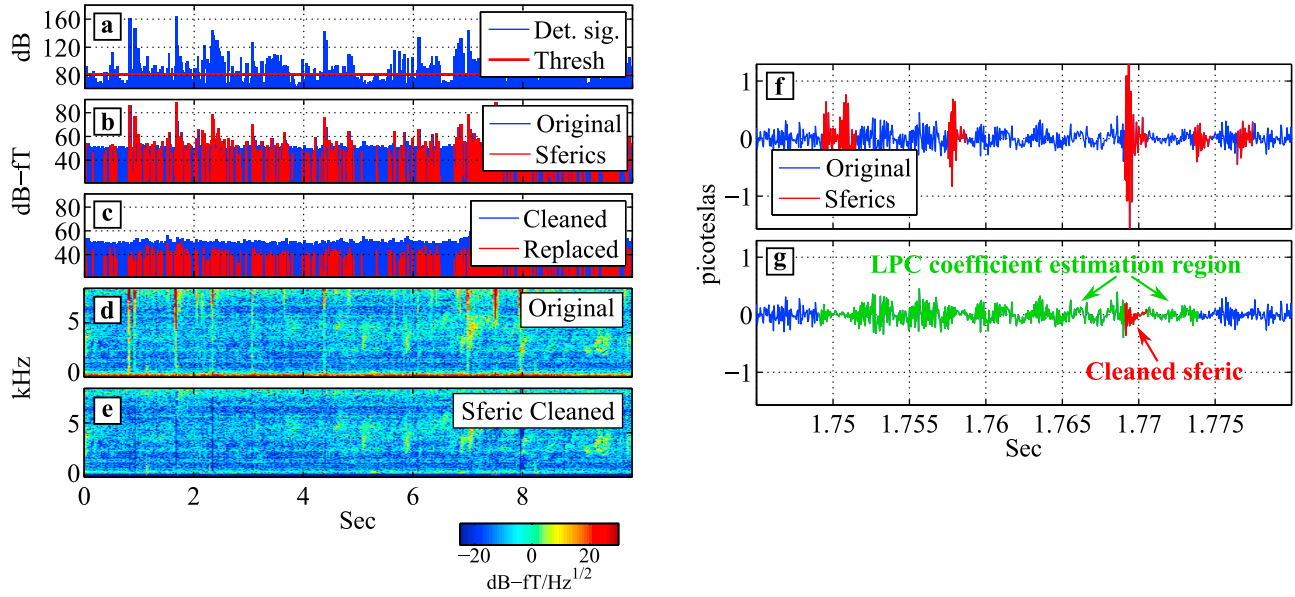 a
160
120
80
dB
Det. sig.
Thresh
b
80
60
40
Original
Sferics
dB−fT
c
80
60
40
Cleaned
Replaced
d
5
0
Original
kHz
e
5
0
Sferic Cleaned
0 2 4 6 8
Sec
−20 0 20
dB−fT/Hz1/2
f
1
0
−1
Original
Sferics
picoteslas
g
1
0
−1
LPC coefficient estimation region
Cleaned sferic
1.75 1.755 1.76 1.765 1.77 1.775
Sec